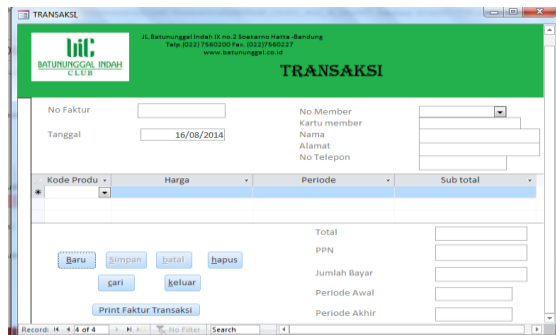 TRANSAKSI
JL.Batununggal Indah IX no.2 Soekarno Hatta -Bandung
Telp.(022) 7560200 Fax. (022)7560227
www.batununggal.co.id
biC
BATUNUNGGAL INDAH
CLUB
TRANSAKSI
No Faktur
No Member
Kartu member
Tanggal 16/08/2014
Nama
Alamat
No Telepon
Kode Produ Harga Periode Sub total
Total
PPN
Baru Simpan batal hapus
Jumlah Bayar
cari keluar
Periode Awal
Print Faktur Transaksi
Periode Akhir
Record: 4 of 4 No Filter Search